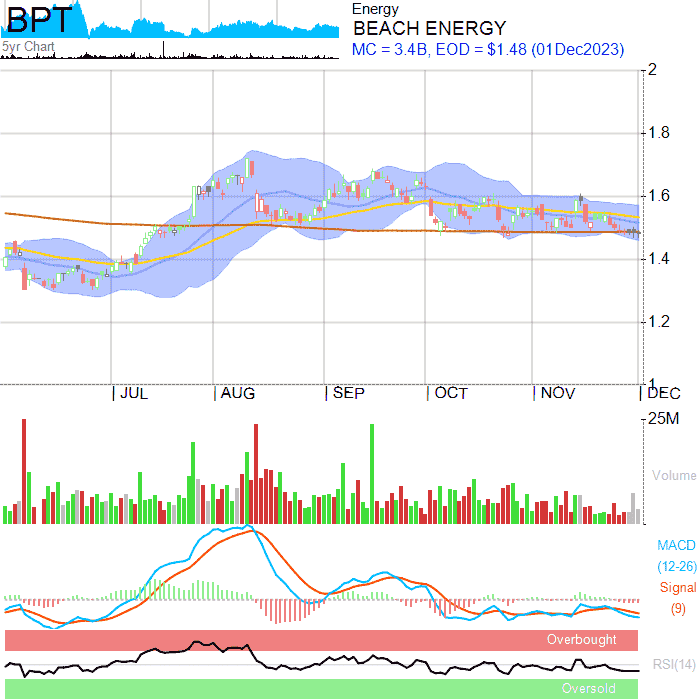 BPT
5yr Chart
Energy
BEACH ENERGY
MC = 3.4B, EOD = $1.48 (01Dec2023)
2
1.8
1.6
1.4
1.2
1
JUL
AUG
SEP
OCT
NOV
DEC
25M
Volume
MACD
(12-26)
Signal
(9)
Overbought
RSI(14)
Oversold